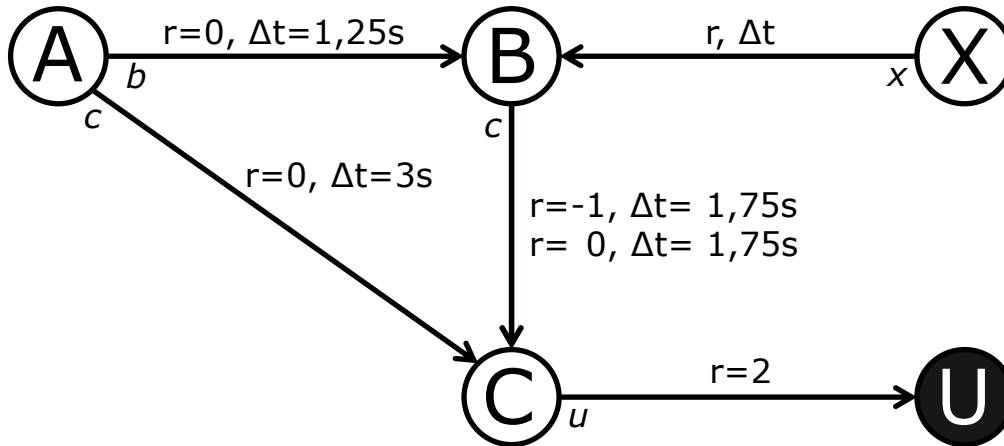 A
r=0, Δt=1,25s
B
r, Δt
X
b
x
c
c
r=0, Δt=3s
r=-1, Δt= 1,75s
r= 0, Δt= 1,75s
C
r=2
U
u